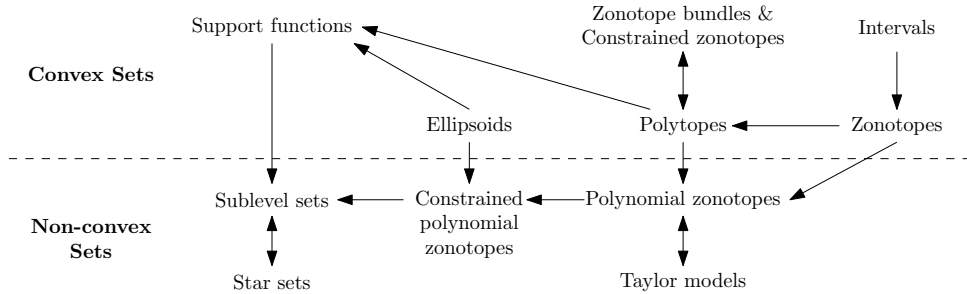 Support functions
Zonotope bundles &
Constrained zonotopes
Intervals
Convex Sets
Ellipsoids
Polytopes
Zonotopes
Non-convex
Sets
Sublevel sets
Constrained
polynomial
zonotopes
Polynomial zonotopes
Star sets
Taylor models